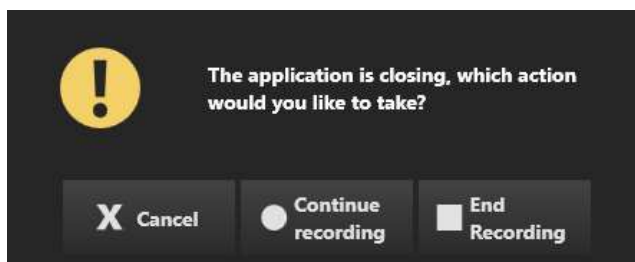 The application is closing, which action
would you like to take?
X Cancel
Continue
recording
End
Recording